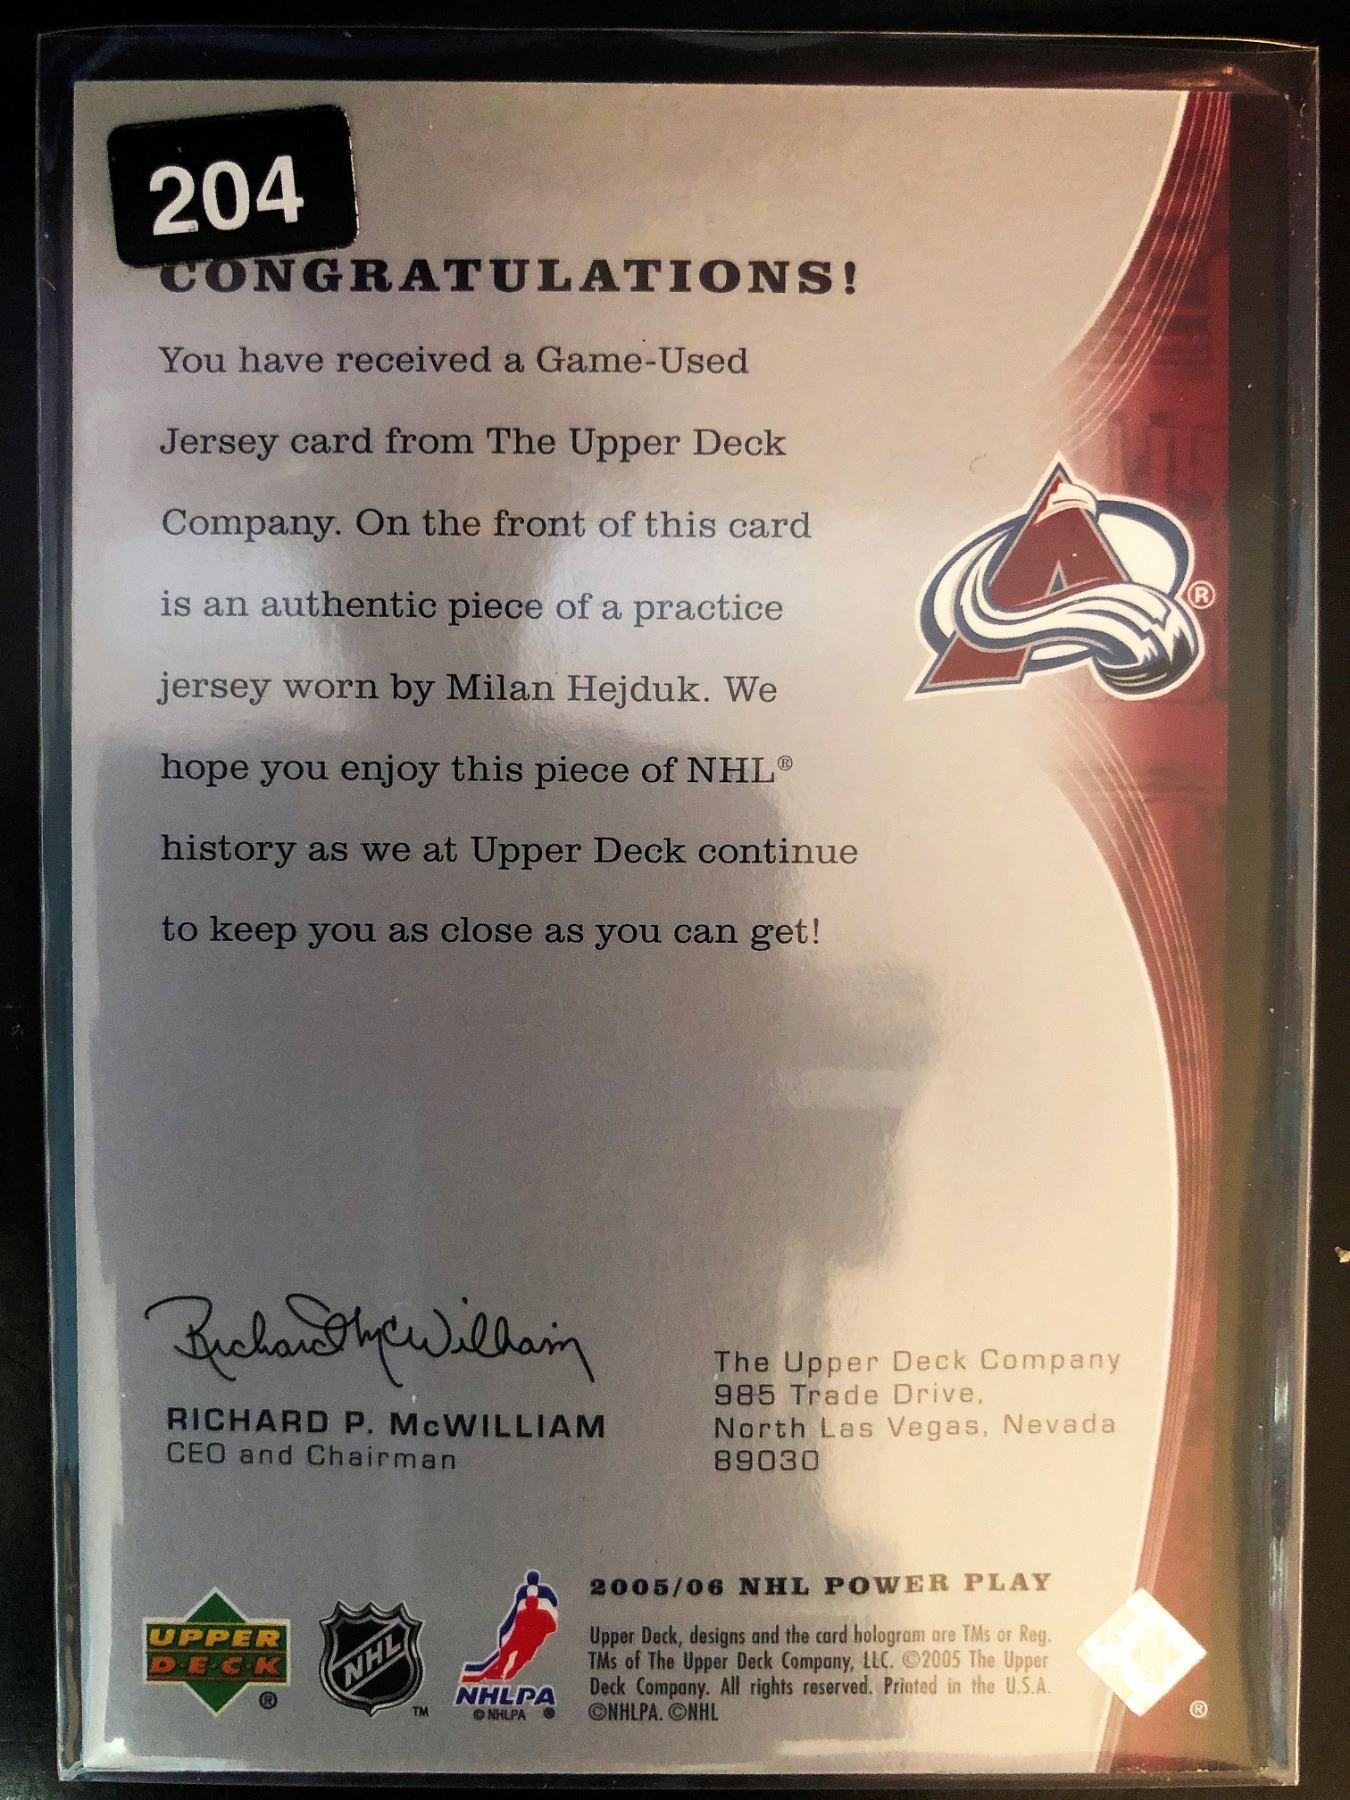 204
CONGRATULATIONS!
You have received a Game-Used
Jersey card from The Upper Deck
Company. On the front of this card
is an authentic piece of a practice
jersey worn by Milan Hejduk. We
hope you enjoy this piece of NHL®
history as we at Upper Deck continue
to keep you as close as you can get!
A ®
Richard McWilliam
RICHARD P. McWILLIAM
CEO and Chairman
The Upper Deck Company
985 Trade Drive,
North Las Vegas, Nevada
89030
UPPER
D·E·C·K
®
NHL
TM
NHLPA
© NHLPA ®
2005/06 NHL POWER PLAY
Upper Deck, designs and the card hologram are TMs or Reg.
TMs of The Upper Deck Company, LLC. ©2005 The Upper
Deck Company. All rights reserved. Printed in the U.S.A.
©NHLPA. ©NHL
®